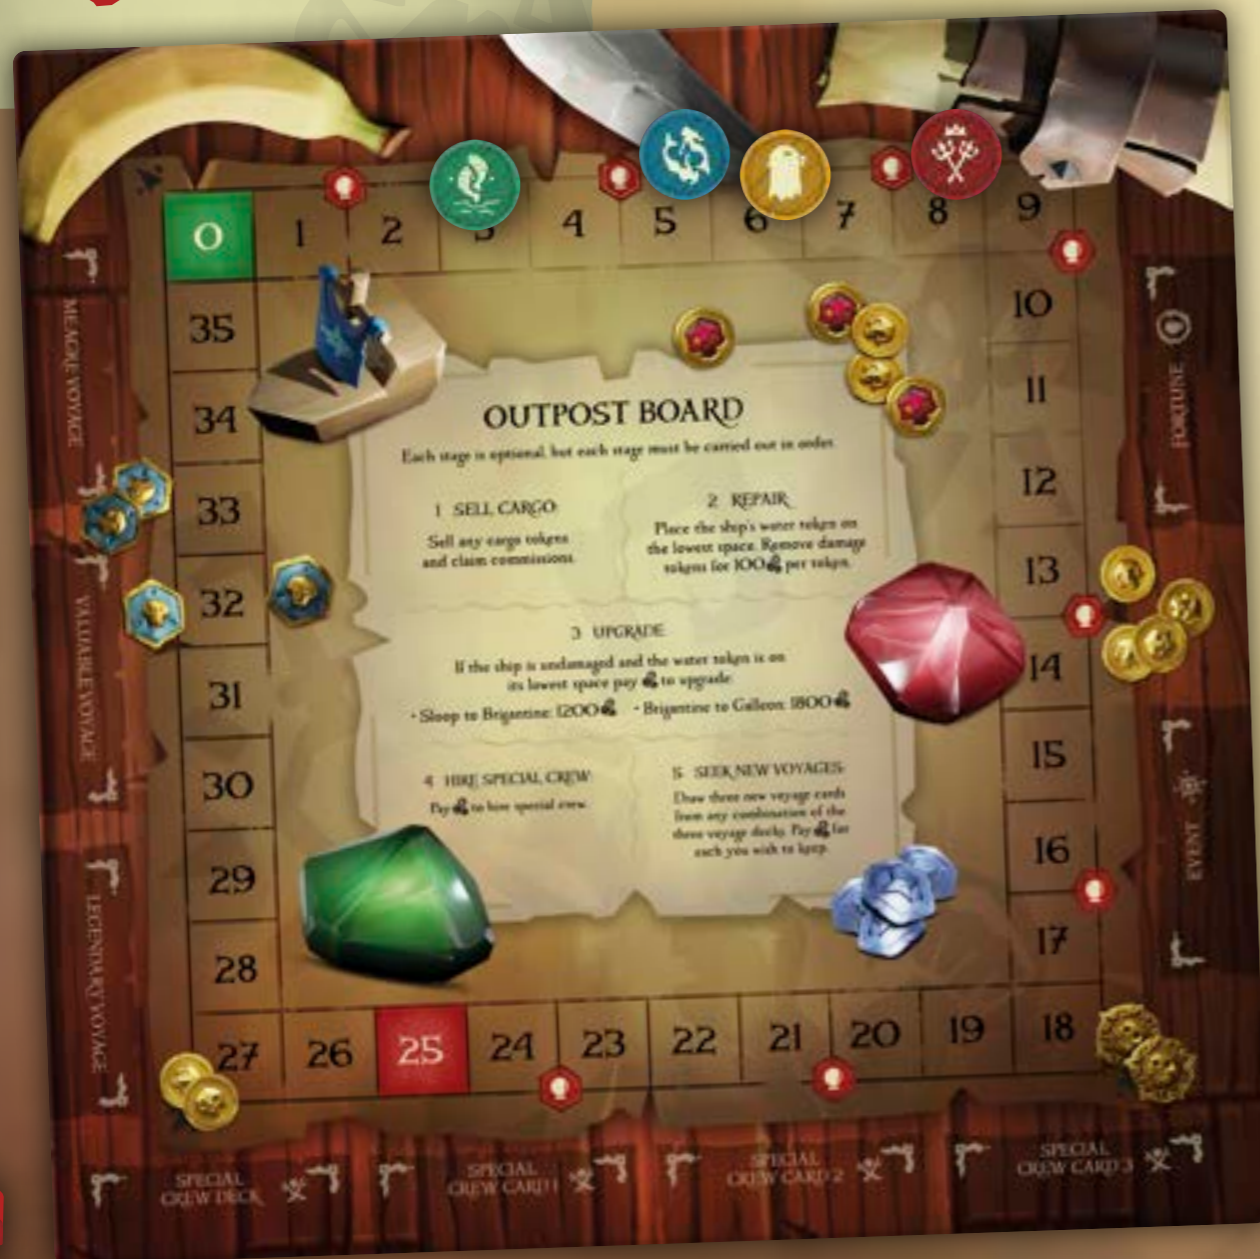 0 1 2 3 4 5 6 7 8 9
35 10
34 11
33 12
32 13
31 14
30 15
29 16
28 17
27 26 25 24 23 22 21 20 19 18
OUTPOST BOARD
Each stage is optional, but each stage must be carried out in order.
1 SELL CARGO:
Sell any cargo tokens
and claim commissions.
2 REPAIR:
Place the ship's water token on
the lowest space. Remove damage
tokens for 100 per token.
3 UPGRADE:
If the ship is undamaged and the water token is on
its lowest space pay to upgrade:
• Sloop to Brigantine: 1200 • Brigantine to Galleon: 1800
4 HIRE SPECIAL CREW:
Pay to hire special crew.
5 SEEK NEW VOYAGES:
Draw three new voyage cards
from any combination of the
three voyage decks. Pay for
each you wish to keep.
MEAGRE VOYAGE
VALUABLE VOYAGE
LEGENDARY VOYAGE
FORTUNE
EVENT
SPECIAL
CREW DECK
SPECIAL
CREW CARD 1
SPECIAL
CREW CARD 2
SPECIAL
CREW CARD 3